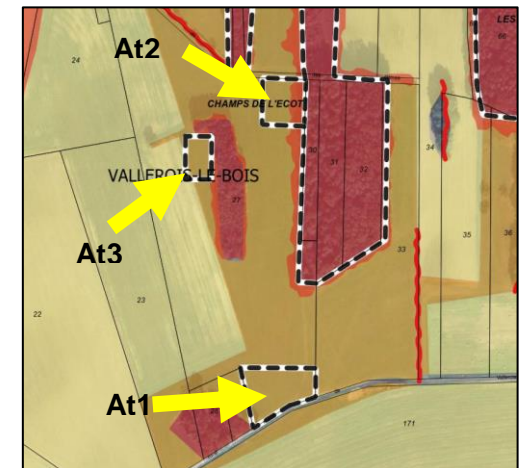 LES
66
24
At2
CHAMPS DE L'ECOT
34
30
31
32
VALLEROIS-LE-BOIS
27
35
36
At3
33
23
22
At1
171